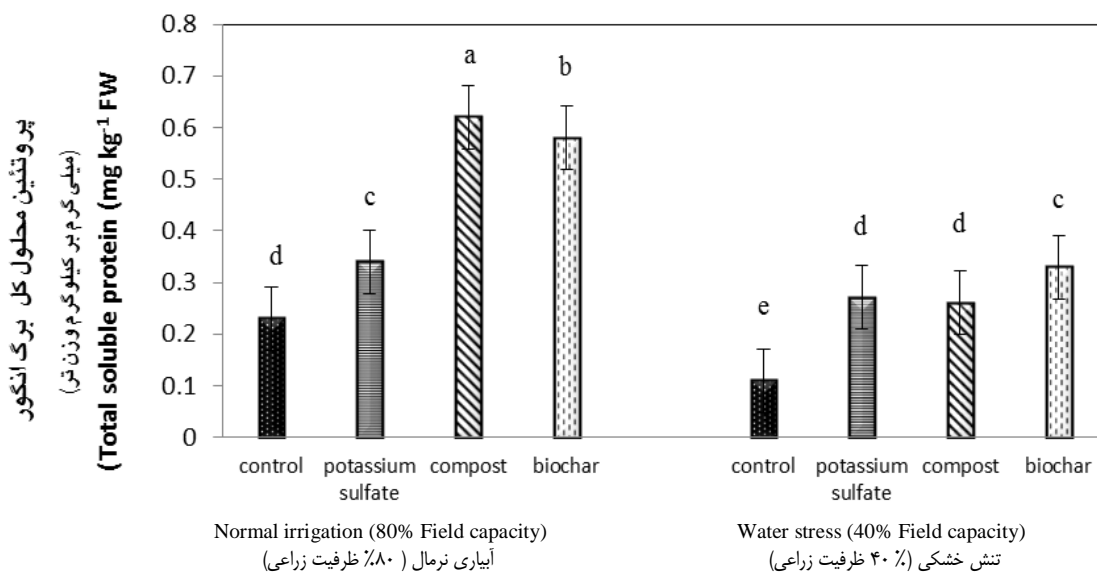 پروتئین محلول کل برگ انگور
(میلی گرم بر کیلوگرم وزن تر)
(Total soluble protein (mg kg⁻¹ FW
0.8
0.7
0.6
0.5
0.4
0.3
0.2
0.1
0
d
c
a
b
e
d
d
c
control
potassium
sulfate
compost
biochar
control
potassium
sulfate
compost
biochar
Normal irrigation (80% Field capacity)
آبیاری نرمال ( ۸۰٪ ظرفیت زراعی)
Water stress (40% Field capacity)
تنش خشکی (٪ ۴۰ ظرفیت زراعی)